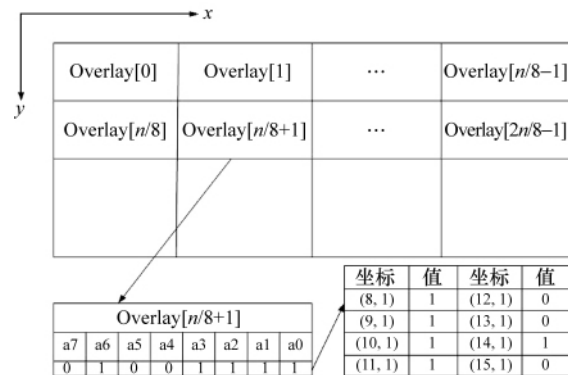 x
y
Overlay[0] Overlay[1] ⋯ Overlay[n/8−1]
Overlay[n/8] Overlay[n/8+1] ⋯ Overlay[2n/8−1]
Overlay[n/8+1]
a7 a6 a5 a4 a3 a2 a1 a0
0 1 0 0 1 1 1 1
坐标 值 坐标 值
(8, 1) 1 (12, 1) 0
(9, 1) 1 (13, 1) 0
(10, 1) 1 (14, 1) 1
(11, 1) 1 (15, 1) 0